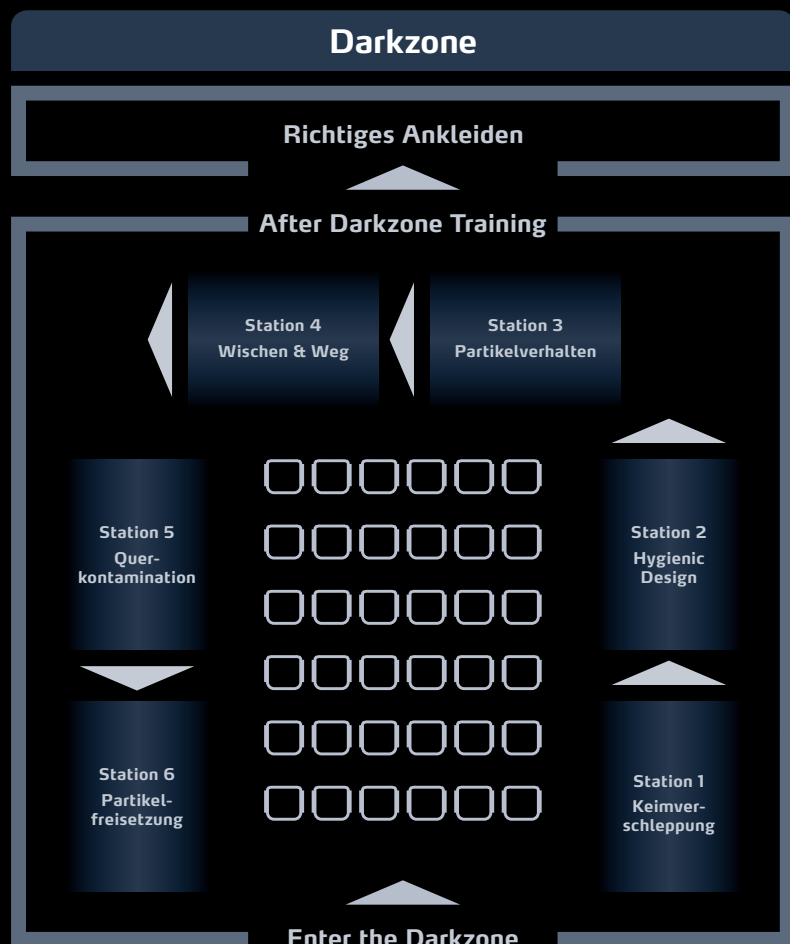 Darkzone
Richtiges Ankleiden
After Darkzone Training
Station 4
Wischen & Weg
Station 3
Partikelverhalten
Station 5
Quer-
kontamination
Station 2
Hygienic
Design
Station 6
Partikel-
freisetzung
Station 1
Keimver-
schleppung
Enter the Darkzone